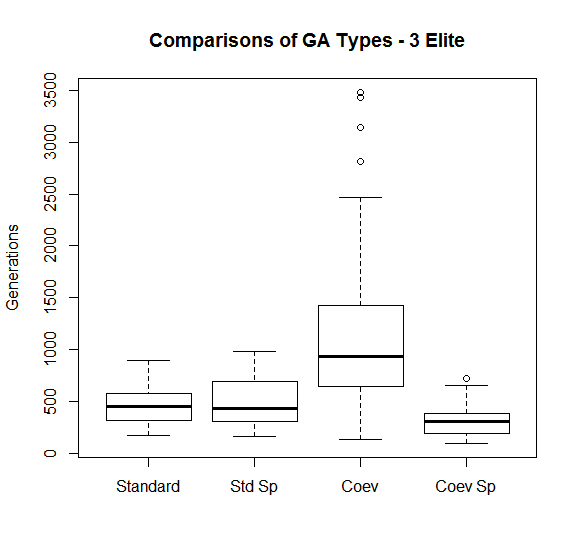 Comparisons of GA Types - 3 Elite
Generations
3500
3000
2500
2000
1500
1000
500
0
Standard Std Sp Coev Coev Sp